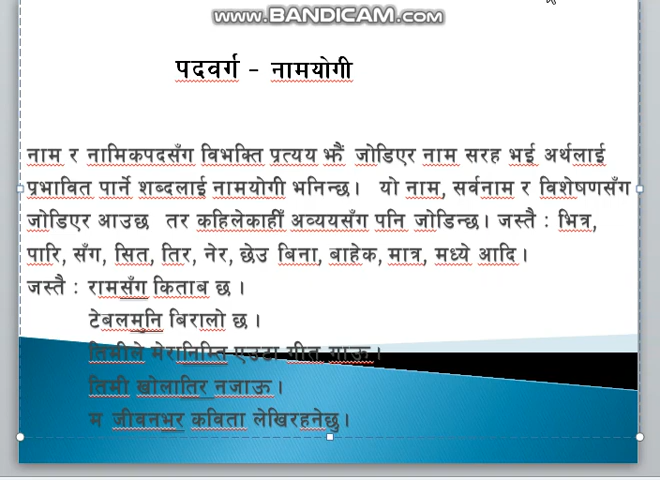 www.BANDICAM.com
पदवर्ग - नामयोगी
नाम र नामिकपदसँग विभक्ति प्रत्यय झैं जोडिएर नाम सरह भई अर्थलाई
प्रभावित पार्ने शब्दलाई नामयोगी भनिन्छ। यो नाम, सर्वनाम र विशेषणसँग
जोडिएर आउछ तर कहिलेकाहीँ अव्ययसँग पनि जोडिन्छ। जस्तै : भित्र,
पारि, सँग, सित, तिर, नेर, छेउ बिना, बाहेक, मात्र, मध्ये आदि।
जस्तै : रामसँग किताब छ ।
टेबलमुनि बिरालो छ ।
तिमीले मेरानिम्ति एउटा गीत गाऊ ।
तिमी खोलातिर नजाऊ ।
म जीवनभर कविता लेखिरहनेछु।